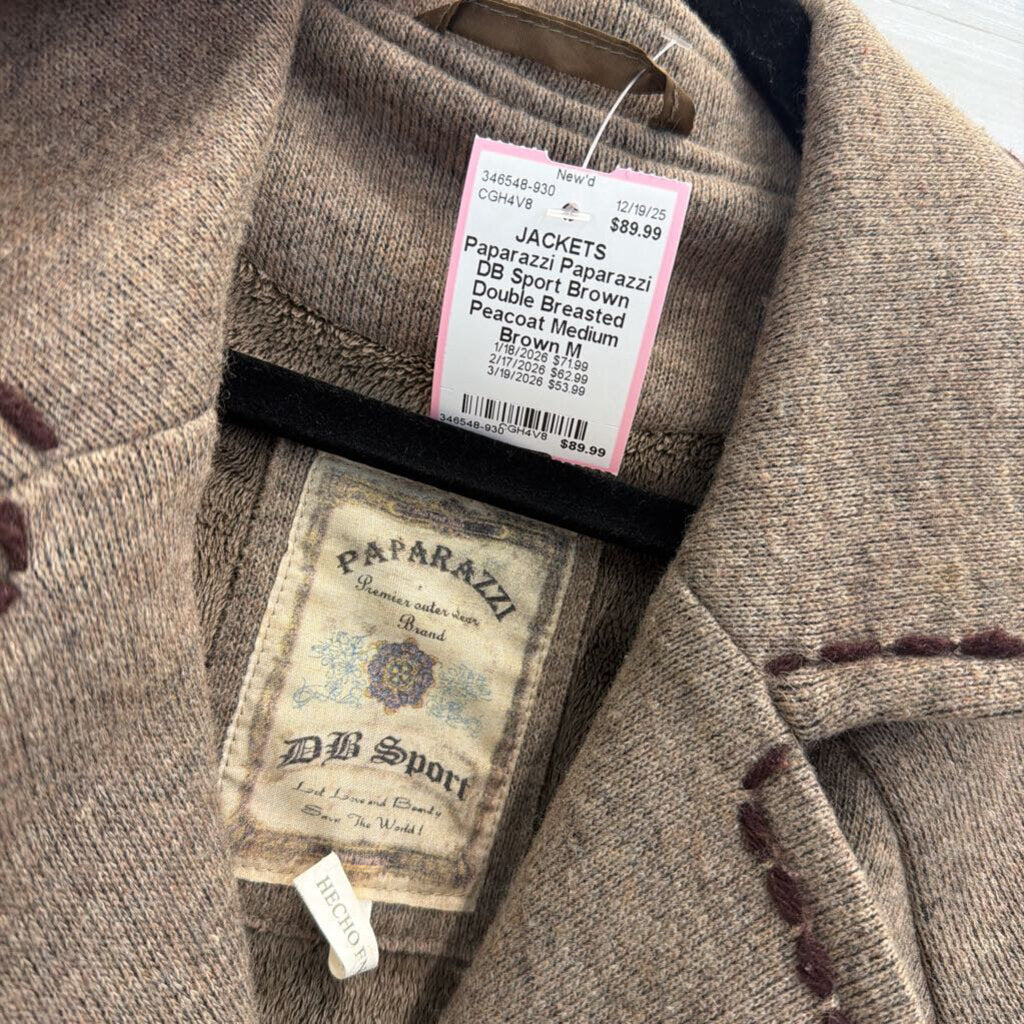 New'd
346548-930
CGH4V8
12/19/25
$89.99
JACKETS
Paparazzi Paparazzi
DB Sport Brown
Double Breasted
Peacoat Medium
Brown M
1/18/2026 $71.99
2/17/2026 $62.99
3/19/2026 $53.99
346548-930 CGH4V8
$89.99
PAPARAZZI
Premier outer wear
Brand
DB Sport
Let Love and Beauty
Save The World!
HECHO